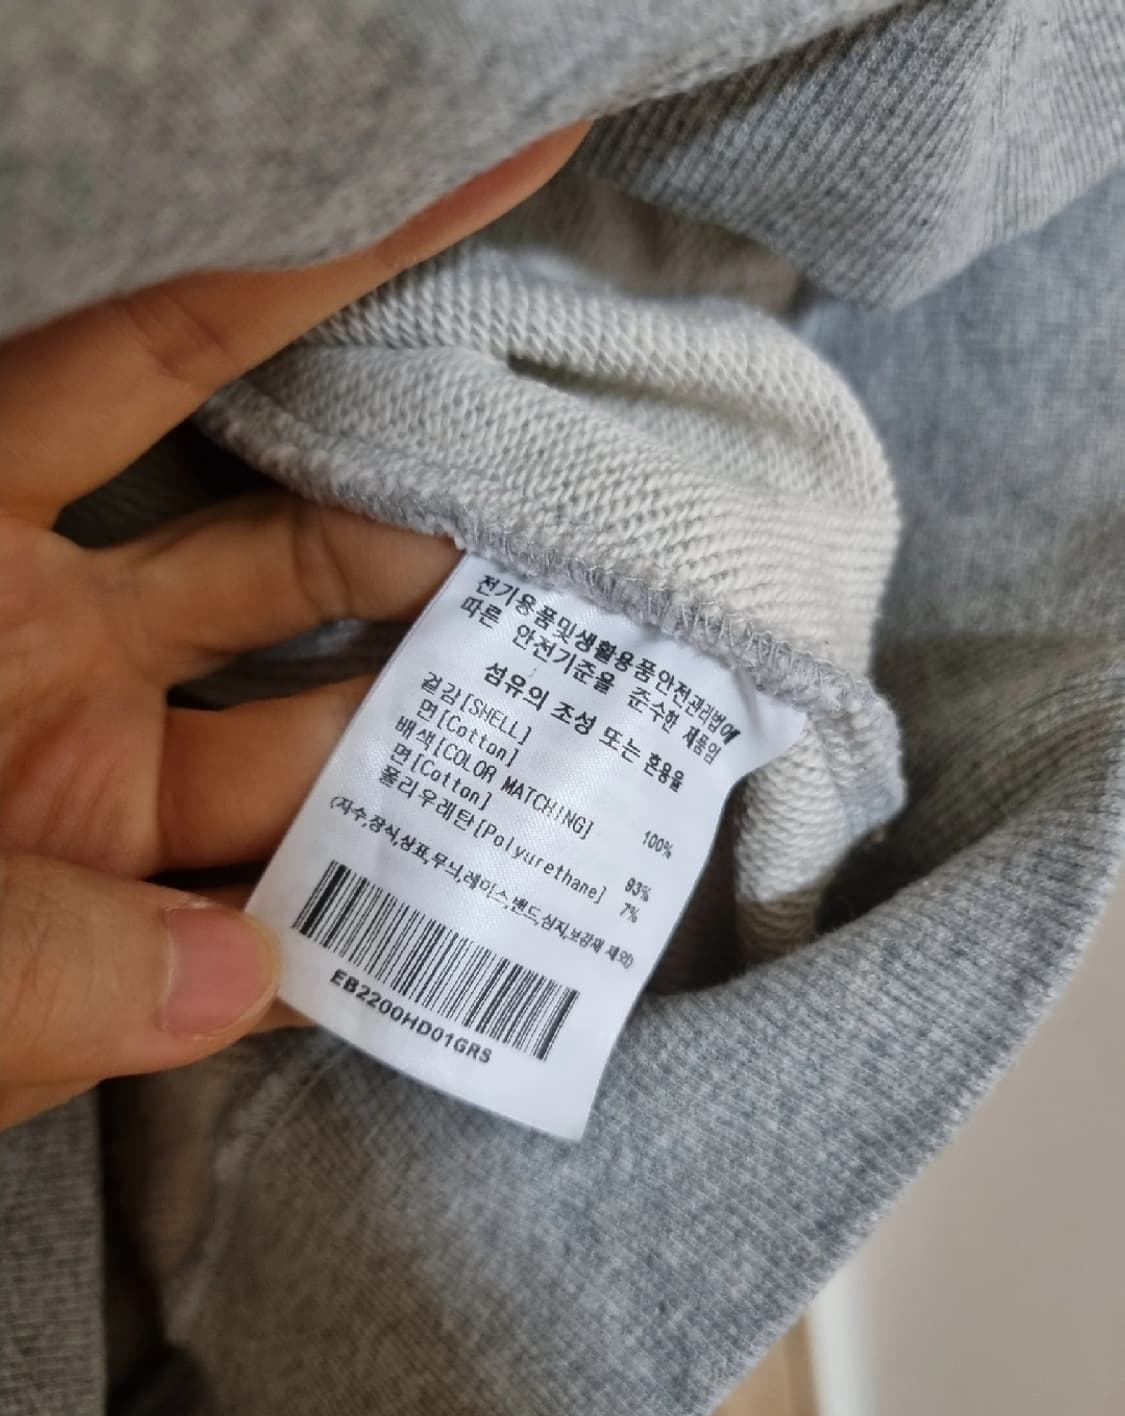 전기용품및생활용품안전관리법에
따른 안전기준을 준수한 제품임
섬유의 조성 또는 혼용율
겉감[SHELL]
면[Cotton] 100%
배색[COLOR MATCHING]
면[Cotton] 93%
폴리우레탄[Polyurethane] 7%
(자수,장식,상표,무늬,레이스,밴드,심지,보강재 제외)
EB2200HD01GRS